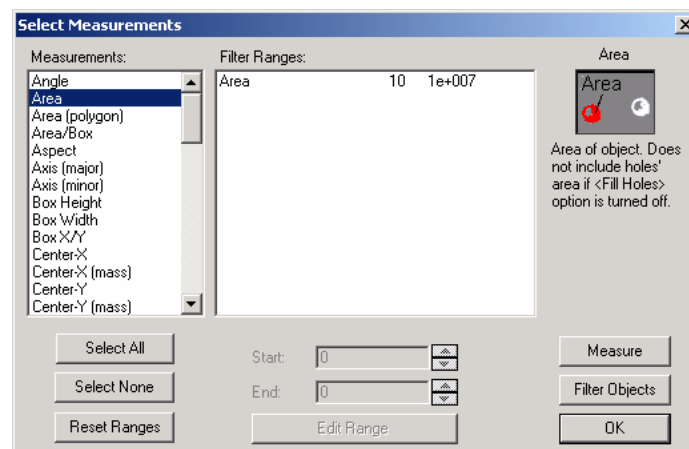 Select Measurements
Measurements:
Angle
Area
Area (polygon)
Area/Box
Aspect
Axis (major)
Axis (minor)
Box Height
Box Width
Box X/Y
Center-X
Center-X (mass)
Center-Y
Center-Y (mass)
Filter Ranges:
Area 10 1e+007
Area
Area
Area of object. Does
not include holes'
area if <Fill Holes>
option is turned off.
Select All
Select None
Reset Ranges
Start: 0
End: 0
Edit Range
Measure
Filter Objects
OK